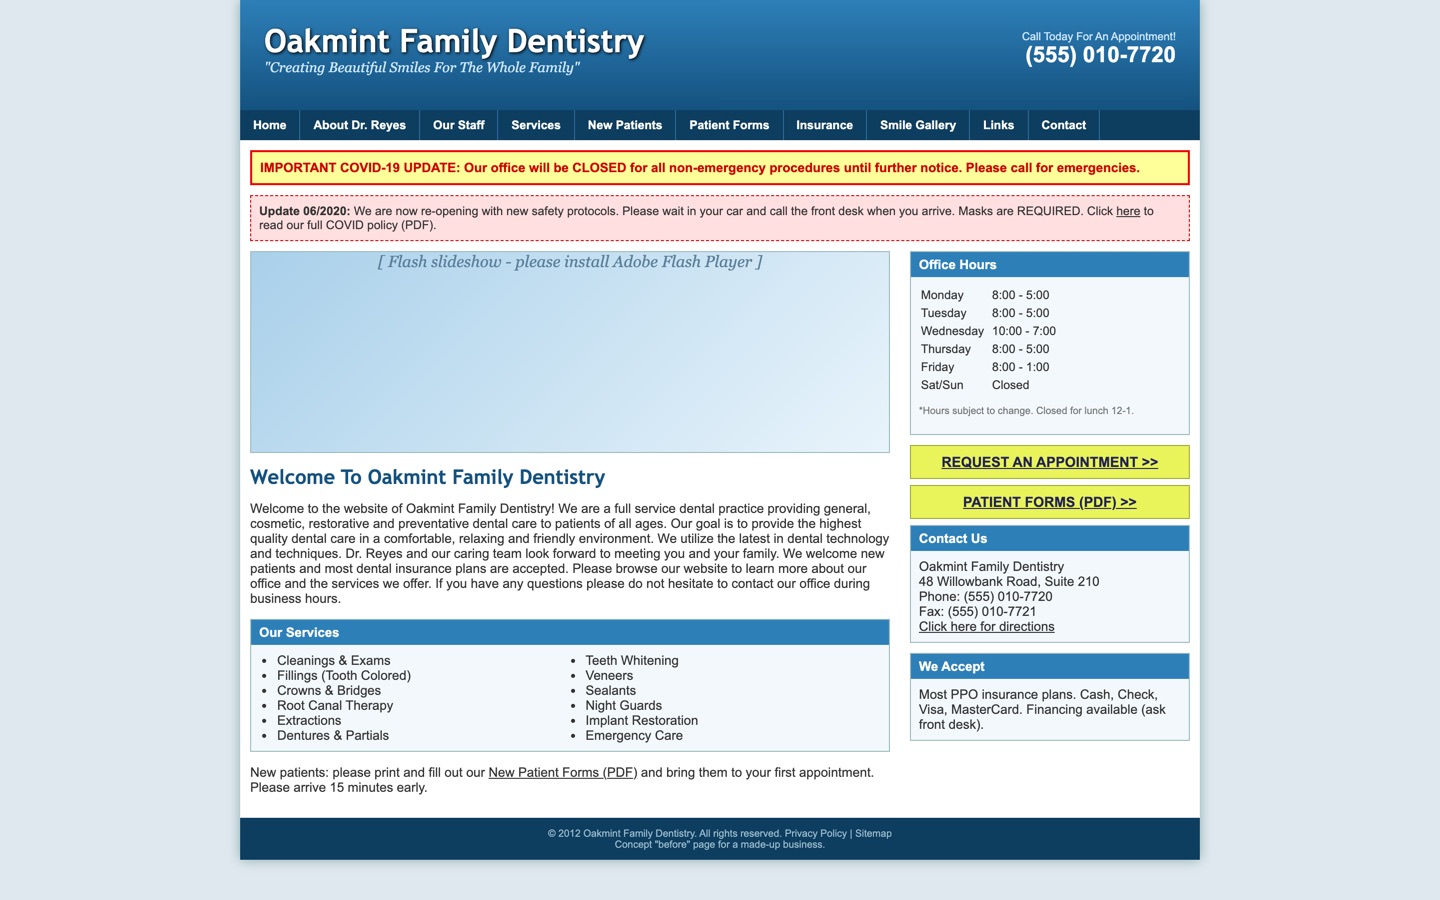 Oakmint Family Dentistry
"Creating Beautiful Smiles For The Whole Family"
Call Today For An Appointment!
(555) 010-7720
Home
About Dr. Reyes
Our Staff
Services
New Patients
Patient Forms
Insurance
Smile Gallery
Links
Contact
IMPORTANT COVID-19 UPDATE: Our office will be CLOSED for all non-emergency procedures until further notice. Please call for emergencies.
Update 06/2020: We are now re-opening with new safety protocols. Please wait in your car and call the front desk when you arrive. Masks are REQUIRED. Click here to
read our full COVID policy (PDF).
[ Flash slideshow - please install Adobe Flash Player ]
Welcome To Oakmint Family Dentistry
Welcome to the website of Oakmint Family Dentistry! We are a full service dental practice providing general,
cosmetic, restorative and preventative dental care to patients of all ages. Our goal is to provide the highest
quality dental care in a comfortable, relaxing and friendly environment. We utilize the latest in dental technology
and techniques. Dr. Reyes and our caring team look forward to meeting you and your family. We welcome new
patients and most dental insurance plans are accepted. Please browse our website to learn more about our
office and the services we offer. If you have any questions please do not hesitate to contact our office during
business hours.
Our Services
• Cleanings & Exams
• Fillings (Tooth Colored)
• Crowns & Bridges
• Root Canal Therapy
• Extractions
• Dentures & Partials
• Teeth Whitening
• Veneers
• Sealants
• Night Guards
• Implant Restoration
• Emergency Care
New patients: please print and fill out our New Patient Forms (PDF) and bring them to your first appointment.
Please arrive 15 minutes early.
Office Hours
Monday 8:00 - 5:00
Tuesday 8:00 - 5:00
Wednesday 10:00 - 7:00
Thursday 8:00 - 5:00
Friday 8:00 - 1:00
Sat/Sun Closed
*Hours subject to change. Closed for lunch 12-1.
REQUEST AN APPOINTMENT >>
PATIENT FORMS (PDF) >>
Contact Us
Oakmint Family Dentistry
48 Willowbank Road, Suite 210
Phone: (555) 010-7720
Fax: (555) 010-7721
Click here for directions
We Accept
Most PPO insurance plans. Cash, Check,
Visa, MasterCard. Financing available (ask
front desk).
© 2012 Oakmint Family Dentistry. All rights reserved. Privacy Policy | Sitemap
Concept "before" page for a made-up business.